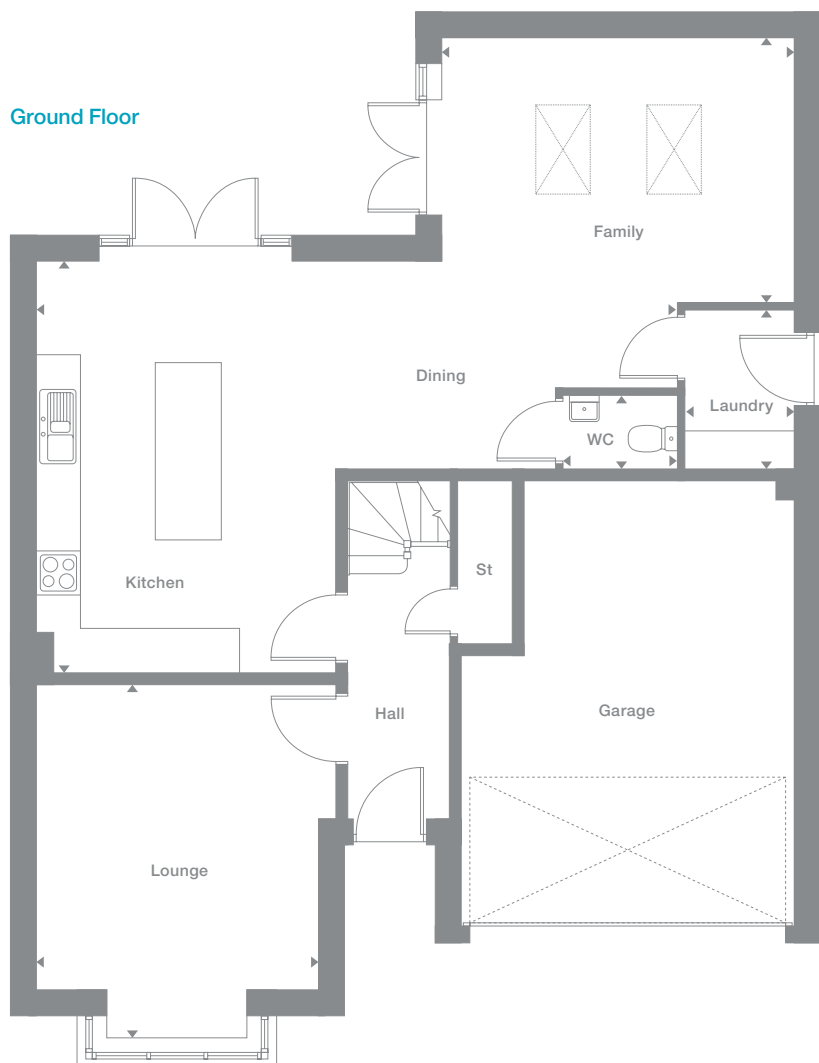 Ground Floor
Family
Dining
Laundry
WC
St
Kitchen
Garage
Hall
Lounge